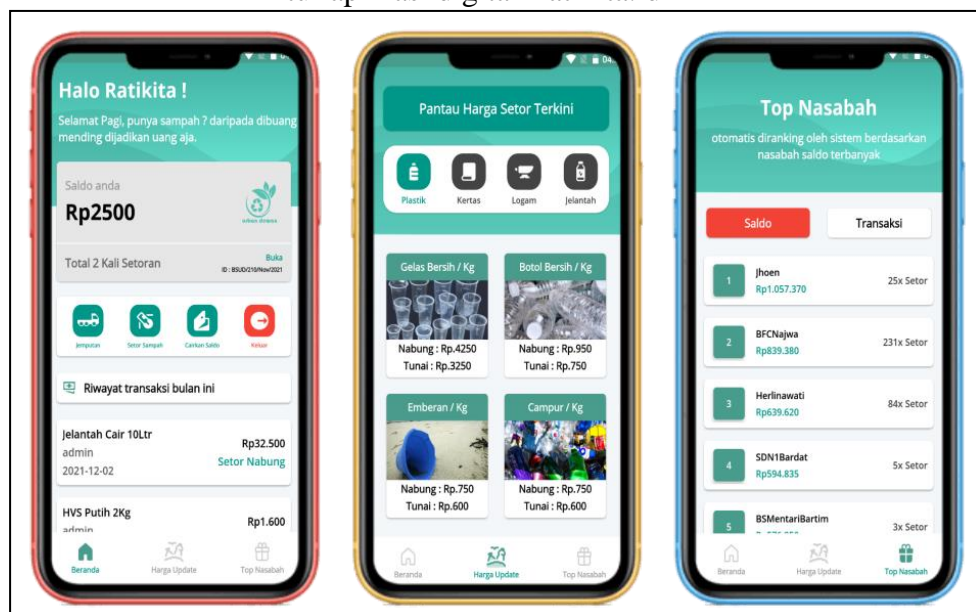 Halo Ratikita !
Selamat Pagi, punya sampah ? daripada dibuang
mending dijadikan uang aja.
Saldo anda
Rp2500
urban dranco
Total 2 Kali Setoran
Buka
ID : BSUD/210/Nov/2021
Jemputan
Setor Sampah
Cairkan Saldo
Keluar
Riwayat transaksi bulan ini
Jelantah Cair 10Ltr
Rp32.500
admin
Setor Nabung
2021-12-02
HVS Putih 2Kg
Rp1.600
admin
Beranda
Harga Update
Top Nasabah
04
Pantau Harga Setor Terkini
Plastik
Kertas
Logam
Jelantah
Gelas Bersih / Kg
Nabung : Rp.4250
Tunai : Rp.3250
Botol Bersih / Kg
Nabung : Rp.950
Tunai : Rp.750
Emberan / Kg
Nabung : Rp.750
Tunai : Rp.600
Campur / Kg
Nabung : Rp.750
Tunai : Rp.600
Beranda
Harga Update
Top Nasabah
Top Nasabah
otomatis diranking oleh sistem berdasarkan
nasabah saldo terbanyak
Saldo
Transaksi
1
Jhoen
Rp1.057.370
25x Setor
2
BFCNajwa
Rp839.380
231x Setor
3
Herlinawati
Rp639.620
84x Setor
4
SDN1Bardat
Rp594.835
5x Setor
5
BSMentariBartim
3x Setor
Beranda
Harga Update
Top Nasabah